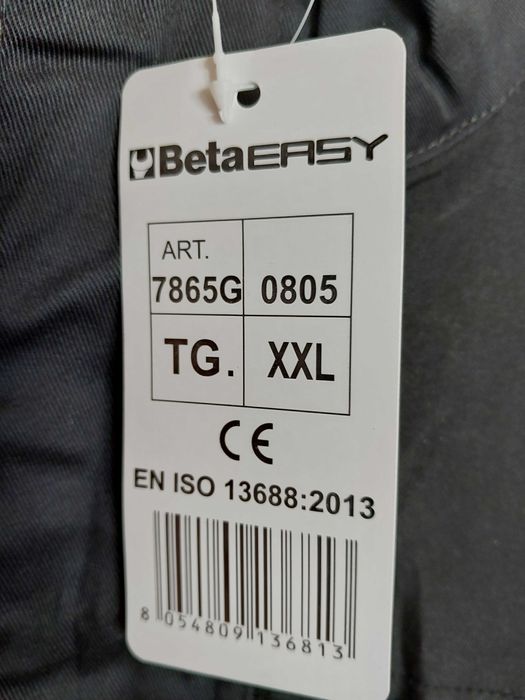 BetaEASY
ART.
7865G 0805
TG. XXL
CE
EN ISO 13688:2013
8 054809 136813